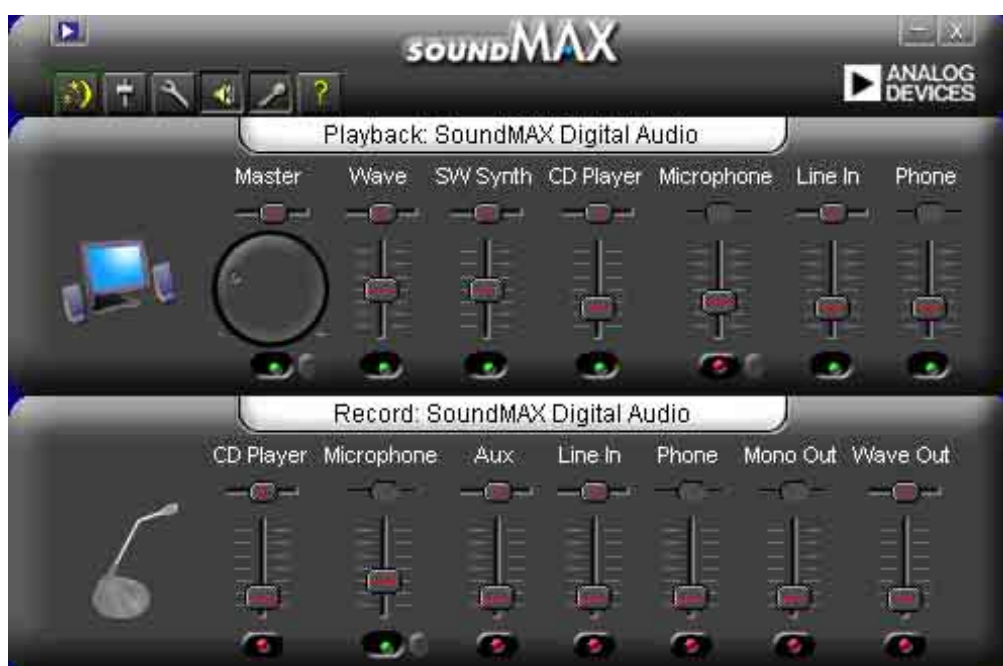 SOUNDMAX
ANALOG
DEVICES
?
Playback: SoundMAX Digital Audio
Master Wave SW Synth CD Player Microphone Line In Phone
Record: SoundMAX Digital Audio
CD Player Microphone Aux Line In Phone Mono Out Wave Out